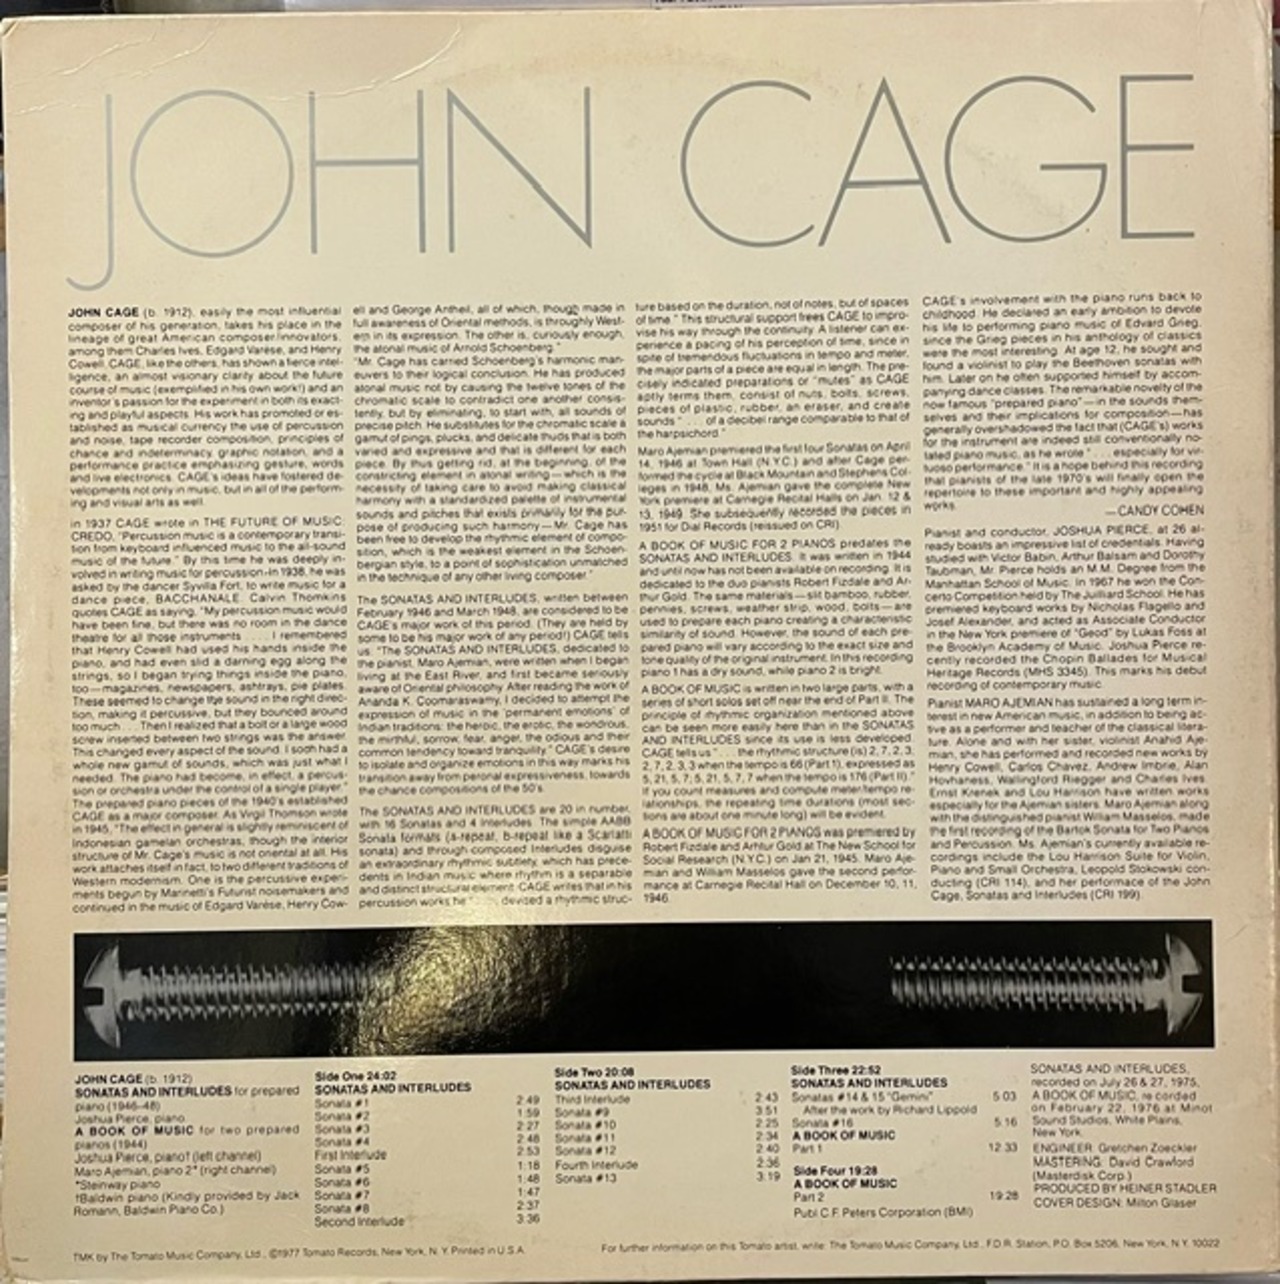 JOHN CAGE
JOHN CAGE (b. 1912), easily the most influential
composer of his generation, takes his place in the
lineage of great American composer/innovators,
among them Charles Ives, Edgard Varèse, and Henry
Cowell. CAGE, like the others, has shown a fierce intel-
ligence, an almost visionary clarity about the future
course of music (exemplified in his own work!) and an
inventor's passion for the experiment in both its exact-
ing and playful aspects. His work has promoted or es-
tablished as musical currency the use of percussion
and noise, tape recorder composition, principles of
chance and indeterminacy, graphic notation, and a
performance practice emphasizing gesture, words
and live electronics. CAGE's ideas have fostered de-
velopments not only in music, but in all of the perform-
ing and visual arts as well.
In 1937 CAGE wrote in THE FUTURE OF MUSIC:
CREDO, "Percussion music is a contemporary transi-
tion from keyboard influenced music to the all-sound
music of the future." By this time he was deeply in-
volved in writing music for percussion-In 1938, he was
asked by the dancer Syvilla Fort, to write music for a
dance piece, BACCHANALE. Calvin Thomkins
quotes CAGE as saying, "My percussion music would
have been fine, but there was no room in the dance
theatre for all those instruments . . . . I remembered
that Henry Cowell had used his hands inside the
piano, and had even slid a darning egg along the
strings, so I began trying things inside the piano,
too—magazines, newspapers, ashtrays, pie plates.
These seemed to change the sound in the right direc-
tion, making it percussive, but they bounced around
too much . . . Then I realized that a bolt or a large wood
screw inserted between two strings was the answer.
This changed every aspect of the sound. I soon had a
whole new gamut of sounds, which was just what I
needed. The piano had become, in effect, a percus-
sion or orchestra under the control of a single player."
The prepared piano pieces of the 1940's established
CAGE as a major composer. As Virgil Thomson wrote
in 1945, "The effect in general is slightly reminiscent of
Indonesian gamelan orchestras, though the interior
structure of Mr. Cage's music is not oriental at all. His
work attaches itself in fact, to two different traditions of
Western modernism. One is the percussive experi-
ments begun by Marinetti's Futurist noisemakers and
continued in the music of Edgard Varèse, Henry Cow-
ell and George Antheil, all of which, though made in
full awareness of Oriental methods, is throughly West-
ern in its expression. The other is, curiously enough,
the atonal music of Arnold Schoenberg."
"Mr. Cage has carried Schoenberg's harmonic man-
euvers to their logical conclusion. He has produced
atonal music not by causing the twelve tones of the
chromatic scale to contradict one another consis-
tently, but by eliminating, to start with, all sounds of
precise pitch. He substitutes for the chromatic scale a
gamut of pings, plucks, and delicate thuds that is both
varied and expressive and that is different for each
piece. By thus getting rid, at the beginning, of the
constricting element in atonal writing—which is the
necessity of taking care to avoid making classical
harmony with a standardized palette of instrumental
sounds and pitches that exists primarily for the pur-
pose of producing such harmony—Mr. Cage has
been free to develop the rhythmic element of compo-
sition, which is the weakest element in the Schoen-
bergian style, to a point of sophistication unmatched
in the technique of any other living composer."
The SONATAS AND INTERLUDES, written between
February 1946 and March 1948, are considered to be
CAGE's major work of this period. (They are held by
some to be his major work of any period!) CAGE tells
us: "The SONATAS AND INTERLUDES, dedicated to
the pianist, Maro Ajemian, were written when I began
living at the East River, and first became seriously
aware of Oriental philosophy. After reading the work of
Ananda K. Coomaraswamy, I decided to attempt the
expression of music in the 'permanent emotions' of
Indian traditions: the heroic, the erotic, the wondrous,
the mirthful, sorrow, fear, anger, the odious and their
common tendency toward tranquility." CAGE's desire
to isolate and organize emotions in this way marks his
transition away from peronal expressiveness, towards
the chance compositions of the 50's.
The SONATAS AND INTERLUDES are 20 in number,
with 16 Sonatas and 4 Interludes. The simple AABB
Sonata formats (a-repeat, b-repeat like a Scarlatti
sonata) and through composed Interludes disguise
an extraordinary rhythmic subtlety, which has prece-
dents in Indian music where rhythm is a separable
and distinct structural element. CAGE writes that in his
percussion works he " . . . devised a rhythmic struc-
ture based on the duration, not of notes, but of spaces
of time." This structural support frees CAGE to impro-
vise his way through the continuity. A listener can ex-
perience a pacing of his perception of time, since in
spite of tremendous fluctuations in tempo and meter,
the major parts of a piece are equal in length. The pre-
cisely indicated preparations or "mutes" as CAGE
aptly terms them, consist of nuts, bolts, screws,
pieces of plastic, rubber, an eraser, and create
sounds " . . . of a decibel range comparable to that of
the harpsichord."
Maro Ajemian premiered the first four Sonatas on April
14, 1946 at Town Hall (N.Y.C.) and after Cage per-
formed the cycle at Black Mountain and Stephens Col-
leges in 1948, Ms. Ajemian gave the complete New
York premiere at Carnegie Recital Halls on Jan. 12 &
13, 1949. She subsequently recorded the pieces in
1951 for Dial Records (reissued on CRI).
A BOOK OF MUSIC FOR 2 PIANOS predates the
SONATAS AND INTERLUDES. It was written in 1944
and until now has not been available on recording. It is
dedicated to the duo pianists Robert Fizdale and Ar-
thur Gold. The same materials—slit bamboo, rubber,
pennies, screws, weather strip, wood, bolts—are
used to prepare each piano creating a characteristic
similarity of sound. However, the sound of each pre-
pared piano will vary according to the exact size and
tone quality of the original instrument. In this recording
piano 1 has a dry sound, while piano 2 is bright.
A BOOK OF MUSIC is written in two large parts, with a
series of short solos set off near the end of Part II. The
principle of rhythmic organization mentioned above
can be seen more easily here than in the SONATAS
AND INTERLUDES since its use is less developed.
CAGE tells us " . . . the rhythmic structure (is) 2, 7, 2, 3,
2, 7, 2, 3, 3 when the tempo is 66 (Part 1), expressed as
5, 21, 5, 7; 5, 21, 5, 7, 7 when the tempo is 176 (Part II)."
If you count measures and compute meter/tempo re-
lationships, the repeating time durations (most sec-
tions are about one minute long) will be evident.
A BOOK OF MUSIC FOR 2 PIANOS was premiered by
Robert Fizdale and Arhtur Gold at The New School for
Social Research (N.Y.C.) on Jan 21, 1945. Maro Aje-
mian and William Masselos gave the second perfor-
mance at Carnegie Recital Hall on December 10, 11,
1946.
CAGE's involvement with the piano runs back to
childhood. He declared an early ambition to devote
his life to performing piano music of Edvard Grieg,
since the Grieg pieces in his anthology of classics
were the most interesting. At age 12, he sought and
found a violinist to play the Beethoven sonatas with
him. Later on he often supported himself by accom-
panying dance classes. The remarkable novelty of the
now famous "prepared piano"—in the sounds them-
selves and their implications for composition—has
generally overshadowed the fact that (CAGE's) works
for the instrument are indeed still conventionally no-
tated piano music, as he wrote " . . . especially for vir-
tuoso performance." It is a hope behind this recording
that pianists of the late 1970's will finally open the
repertoire to these important and highly appealing
works.
—CANDY COHEN
Pianist and conductor, JOSHUA PIERCE, at 26 al-
ready boasts an impressive list of credentials. Having
studied with Victor Babin, Arthur Balsam and Dorothy
Taubman, Mr. Pierce holds an M.M. Degree from the
Manhattan School of Music. In 1967 he won the Con-
certo Competition held by The Juilliard School. He has
premiered keyboard works by Nicholas Flagello and
Josef Alexander, and acted as Associate Conductor
in the New York premiere of "Geod" by Lukas Foss at
the Brooklyn Academy of Music. Joshua Pierce re-
cently recorded the Chopin Ballades for Musical
Heritage Records (MHS 3345). This marks his debut
recording of contemporary music.
Pianist MARO AJEMIAN has sustained a long term in-
terest in new American music, in addition to being ac-
tive as a performer and teacher of the classical litera-
ture. Alone and with her sister, violinist Anahid Aje-
mian, she has performed and recorded new works by
Henry Cowell, Carlos Chavez, Andrew Imbrie, Alan
Hovhaness, Wallingford Riegger and Charles Ives.
Ernst Krenek and Lou Harrison have written works
especially for the Ajemian sisters. Maro Ajemian along
with the distinguished pianist William Masselos, made
the first recording of the Bartok Sonata for Two Pianos
and Percussion. Ms. Ajemian's currently available re-
cordings include the Lou Harrison Suite for Violin,
Piano and Small Orchestra, Leopold Stokowski con-
ducting (CRI 114), and her performace of the John
Cage, Sonatas and Interludes (CRI 199).
JOHN CAGE (b. 1912)
SONATAS AND INTERLUDES for prepared
piano (1946–48)
Joshua Pierce, piano
A BOOK OF MUSIC for two prepared
pianos (1944)
Joshua Pierce, piano† (left channel)
Maro Ajemian, piano 2* (right channel)
*Steinway piano
†Baldwin piano (Kindly provided by Jack
Romann, Baldwin Piano Co.)
Side One 24:02
SONATAS AND INTERLUDES
Sonata #1 2:49
Sonata #2 1:59
Sonata #3 2:27
Sonata #4 2:48
First Interlude 2:53
Sonata #5 1:18
Sonata #6 1:48
Sonata #7 1:47
Sonata #8 2:37
Second Interlude 3:36
Side Two 20:08
SONATAS AND INTERLUDES
Third Interlude 2:43
Sonata #9 3:51
Sonata #10 2:25
Sonata #11 2:34
Sonata #12 2:40
Fourth Interlude 2:36
Sonata #13 3:19
Side Three 22:52
SONATAS AND INTERLUDES
Sonatas #14 & 15 "Gemini" 5:03
After the work by Richard Lippold
Sonata #16 5:16
A BOOK OF MUSIC
Part 1 12:33
Side Four 19:28
A BOOK OF MUSIC
Part 2 19:28
Publ C.F. Peters Corporation (BMI)
SONATAS AND INTERLUDES,
recorded on July 26 & 27, 1975,
A BOOK OF MUSIC, re corded
on February 22, 1976 at Minot
Sound Studios, White Plains,
New York.
ENGINEER: Gretchen Zoeckler
MASTERING: David Crawford
(Masterdisk Corp.)
PRODUCED BY HEINER STADLER
COVER DESIGN: Milton Glaser
TMK by The Tomato Music Company, Ltd., ©1977 Tomato Records, New York, N.Y. Printed in U.S.A.
For further information on this Tomato artist, write: The Tomato Music Company, Ltd., F.D.R. Station, P.O. Box 5206, New York, N.Y. 10022